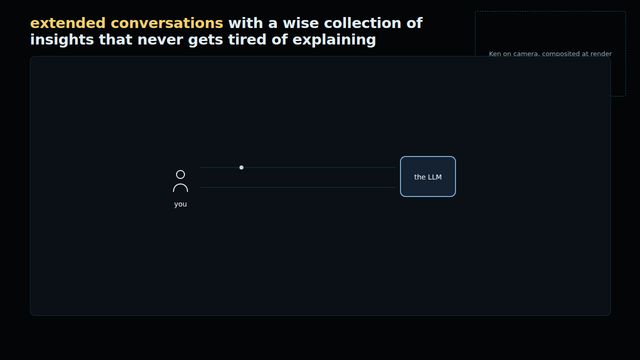 extended conversations with a wise collection of
insights that never gets tired of explaining
Ken on camera, composited at render
the LLM
you